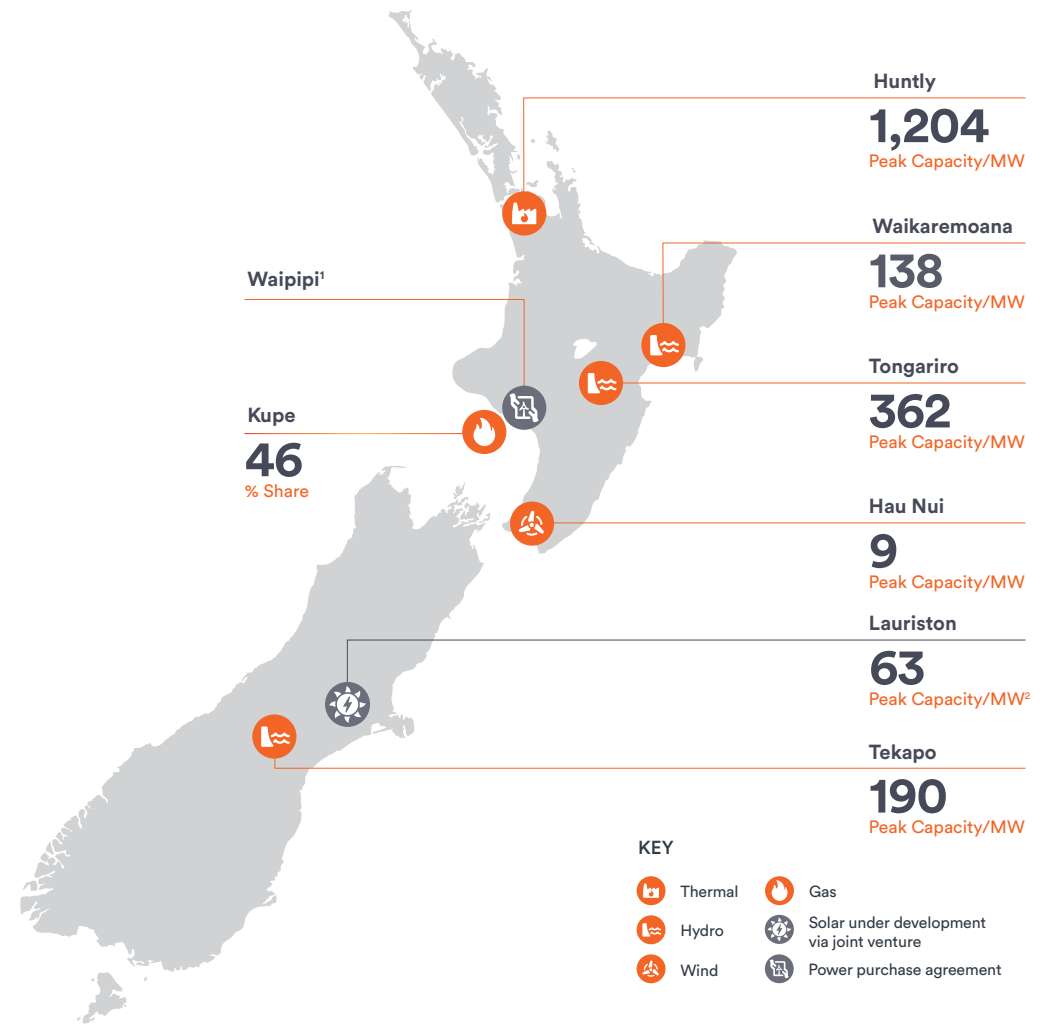 Huntly
1,204
Peak Capacity/MW
Waikaremoana
138
Peak Capacity/MW
Waipipi¹
Tongariro
362
Peak Capacity/MW
Kupe
46
% Share
Hau Nui
9
Peak Capacity/MW
Lauriston
63
Peak Capacity/MW²
Tekapo
190
Peak Capacity/MW
KEY
Thermal
Gas
Hydro
Solar under development
via joint venture
Wind
Power purchase agreement